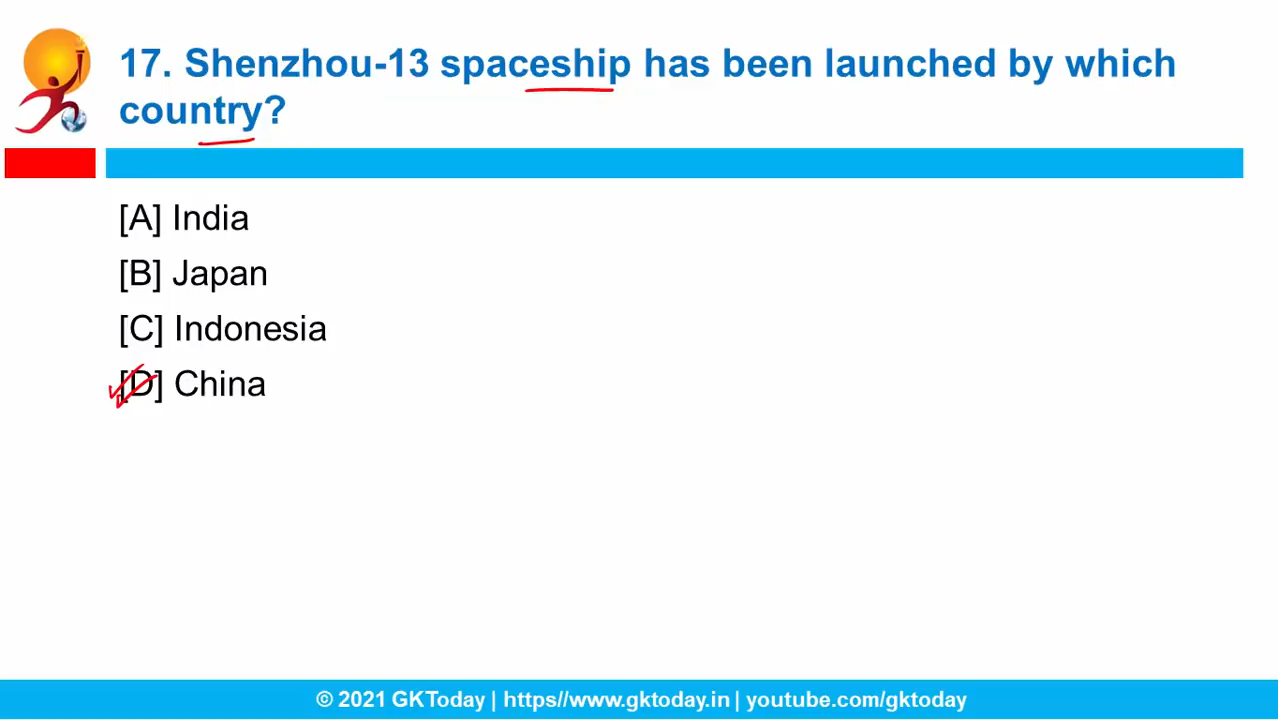 17. Shenzhou-13 spaceship has been launched by which
country?
[A] India
[B] Japan
[C] Indonesia
[D] China
© 2021 GKToday | https//www.gktoday.in | youtube.com/gktoday